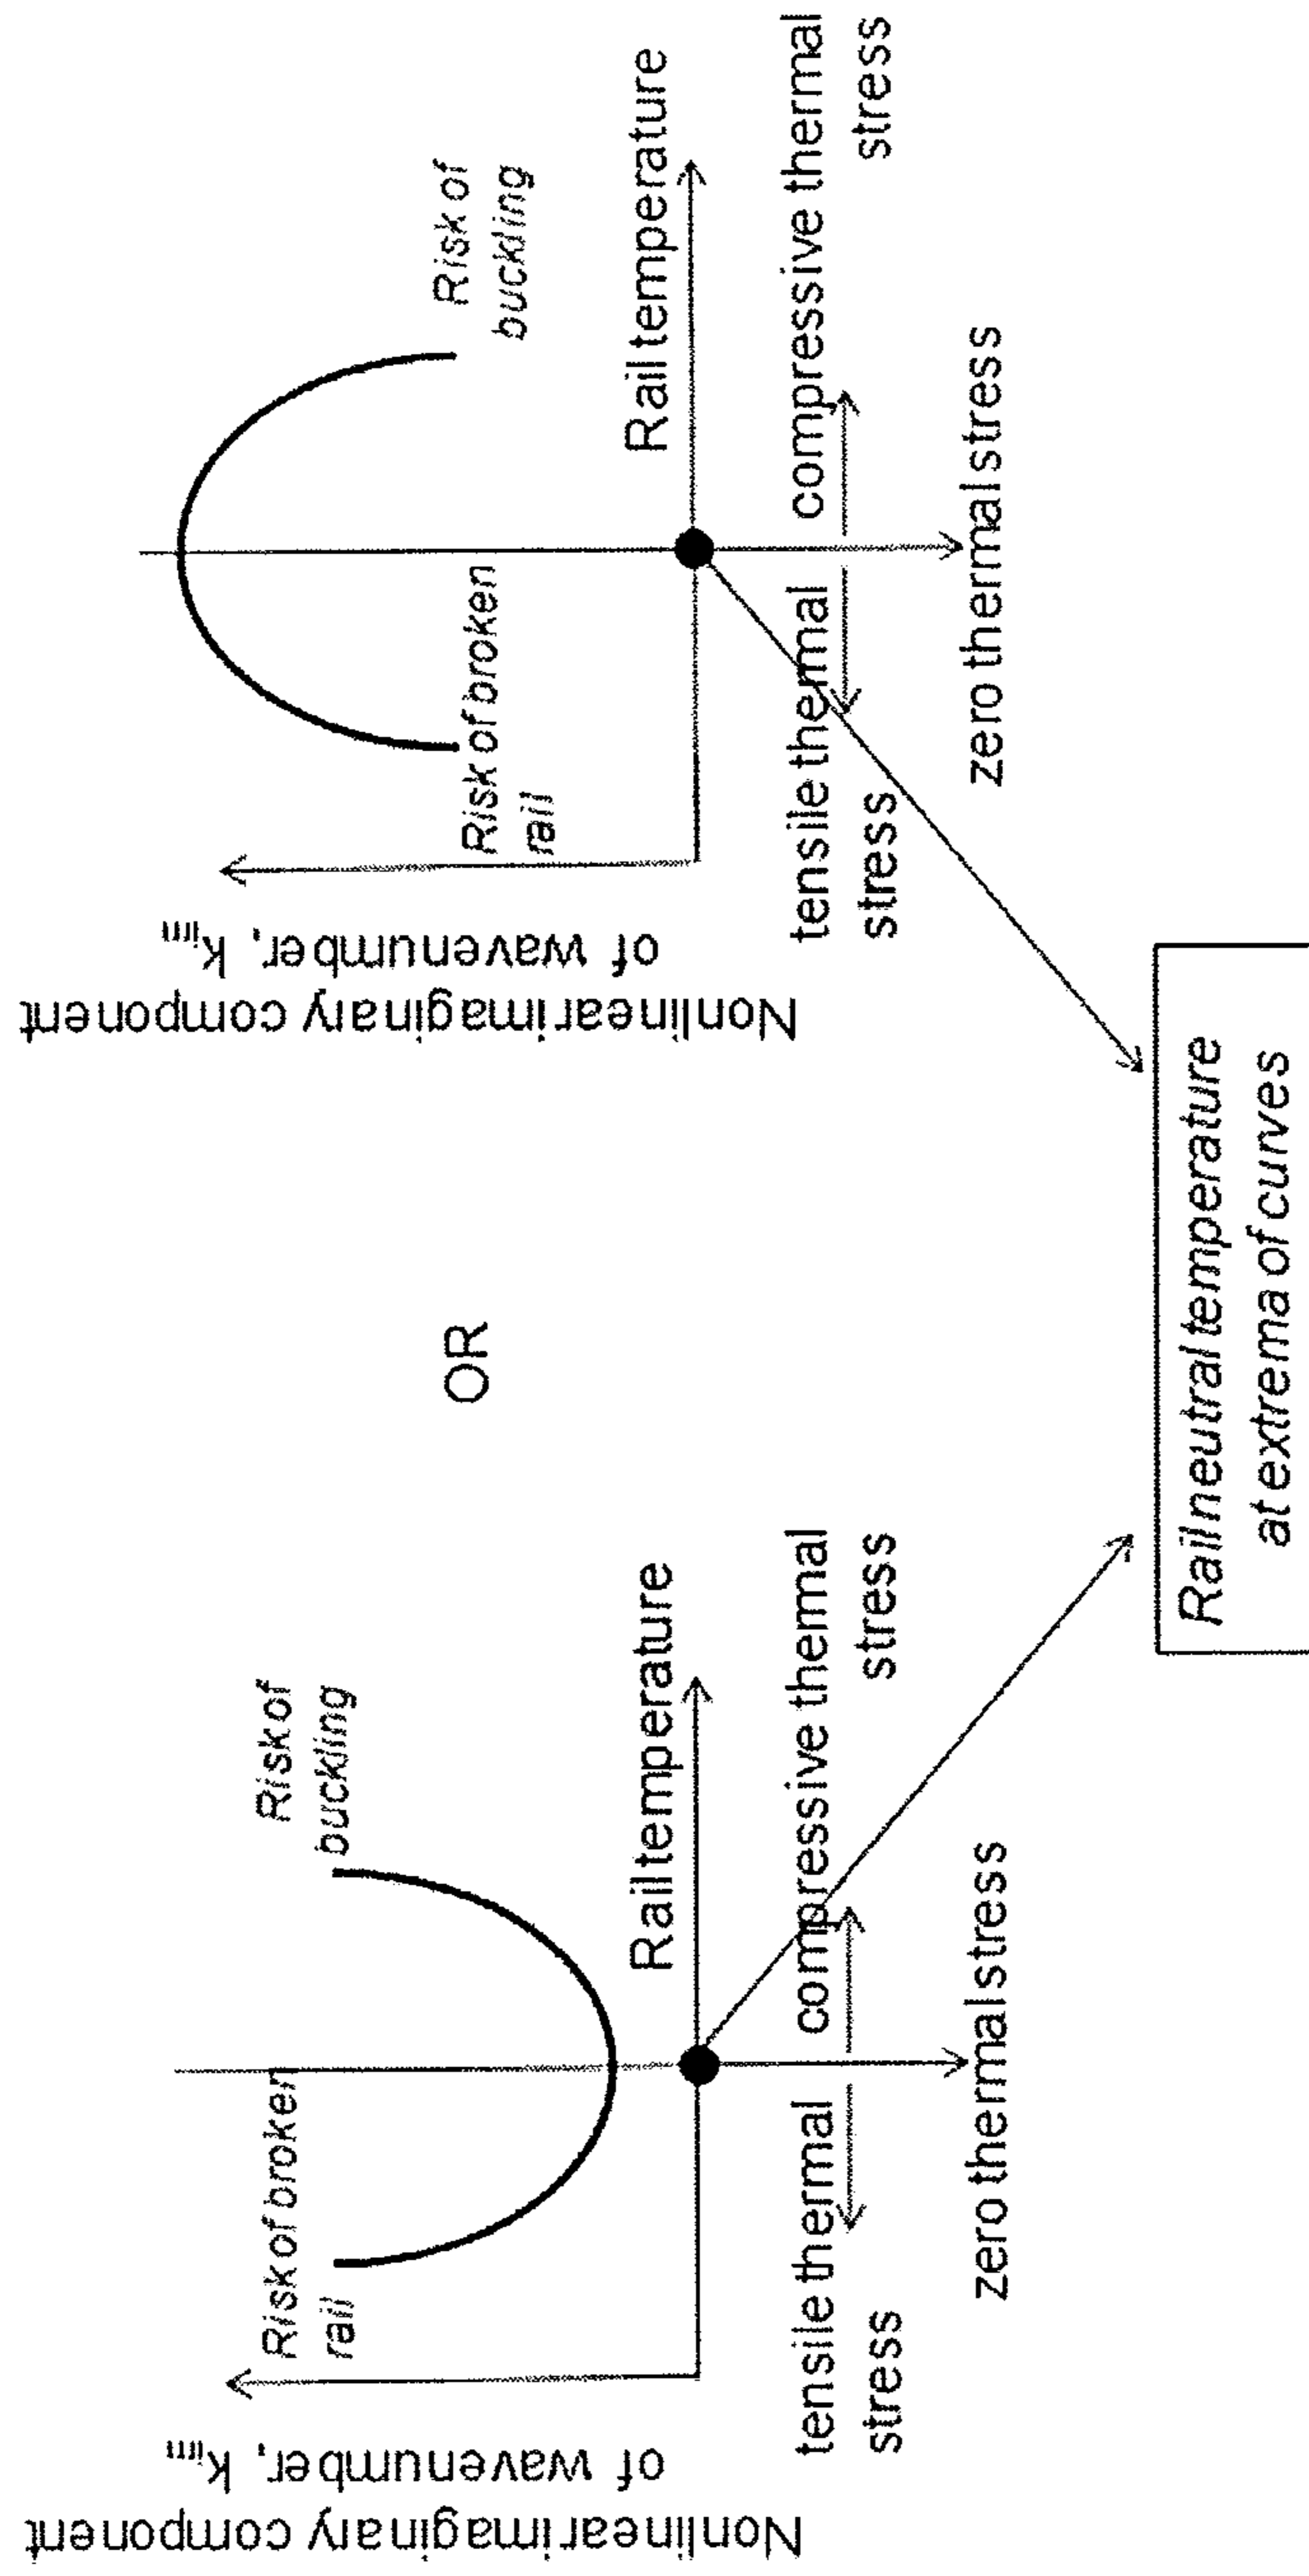 Nonlinear imaginary component
of wavenumber, kim
Risk of broken
rail
Risk of
buckling
Rail temperature
tensile thermal
stress
compressive themal
stress
zero thermal stress
OR
Nonlinear imaginary component
of wavenumber, kim
Risk of broken
rail
Risk of
buckling
Rail temperature
tensile themal
stress
compressive thermal
stress
zero thermal stress
Rail neutral temperature
at extrema of curves